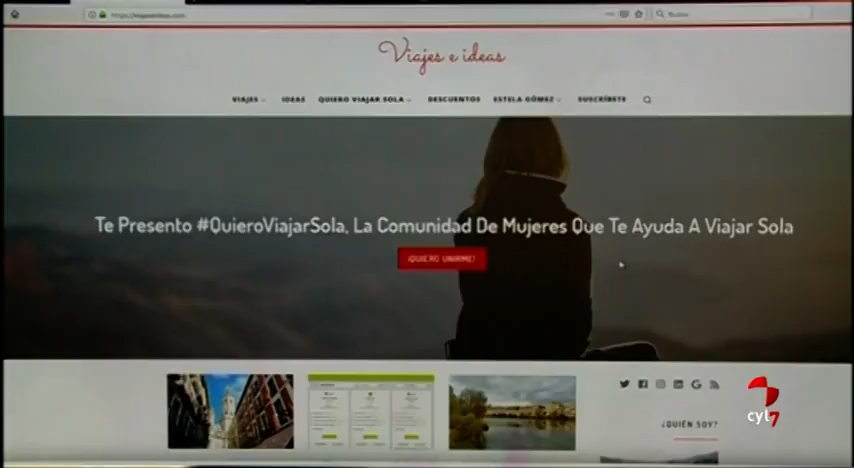 Viajes e ideas
VIAJES IDEAS QUIERO VIAJAR SOLA DESCUENTOS ESTELA GÓMEZ SUSCRÍBETE
Te Presento #QuieroViajarSola, La Comunidad De Mujeres Que Te Ayuda A Viajar Sola
¡QUIERO UNIRME!
¿QUIÉN SOY?
cyl7